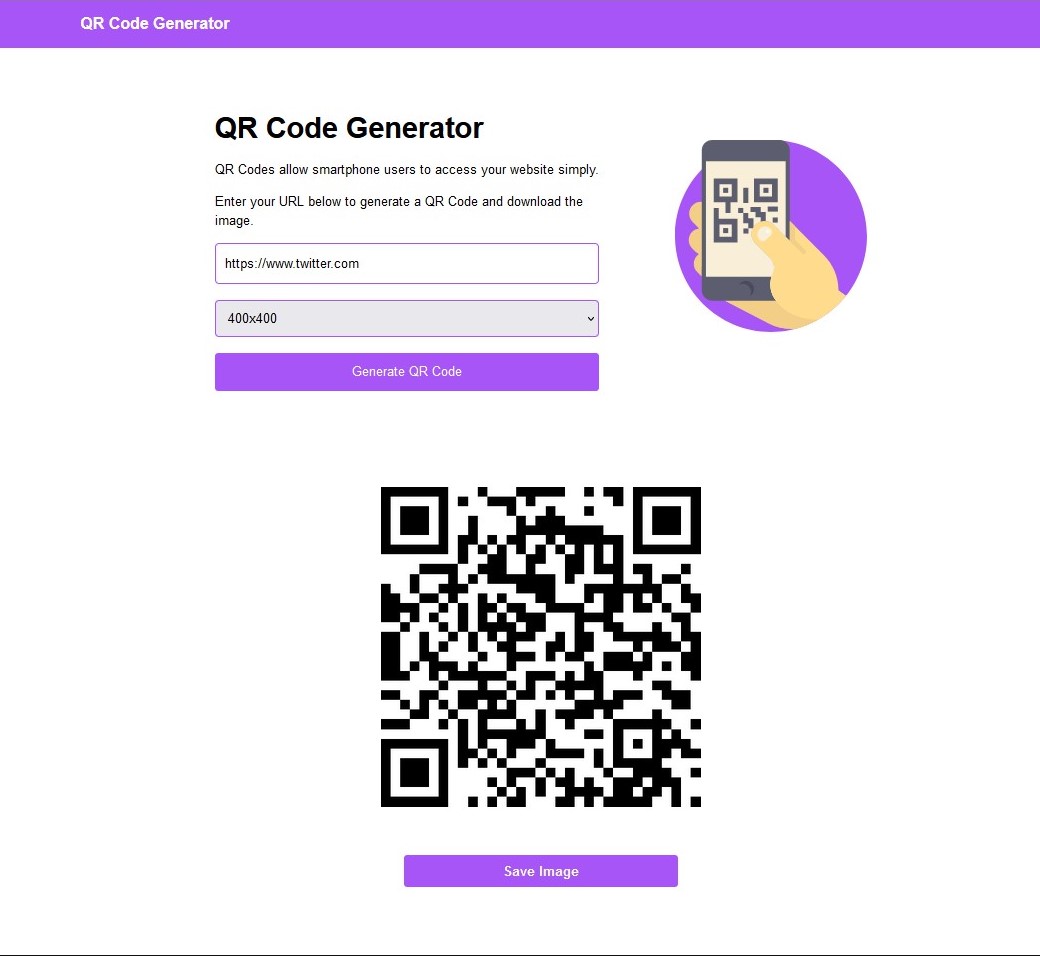 QR Code Generator
QR Code Generator
QR Codes allow smartphone users to access your website simply.
Enter your URL below to generate a QR Code and download the
image.
https://www.twitter.com
400x400
Generate QR Code
Save Image